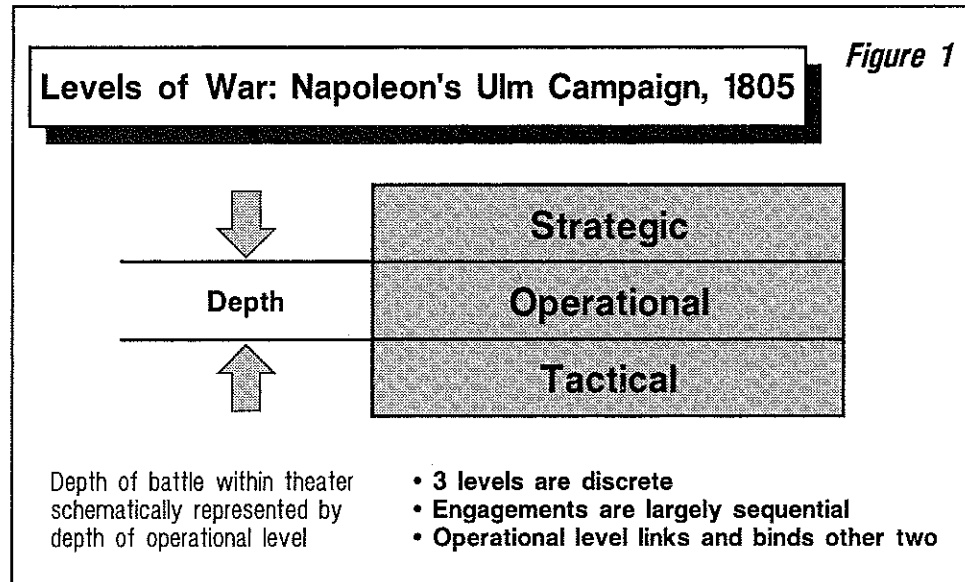 Figure 1
Levels of War: Napoleon's Ulm Campaign, 1805
Strategic
Depth
Operational
Tactical
Depth of battle within theater
schematically represented by
depth of operational level
• 3 levels are discrete
• Engagements are largely sequential
• Operational level links and binds other two